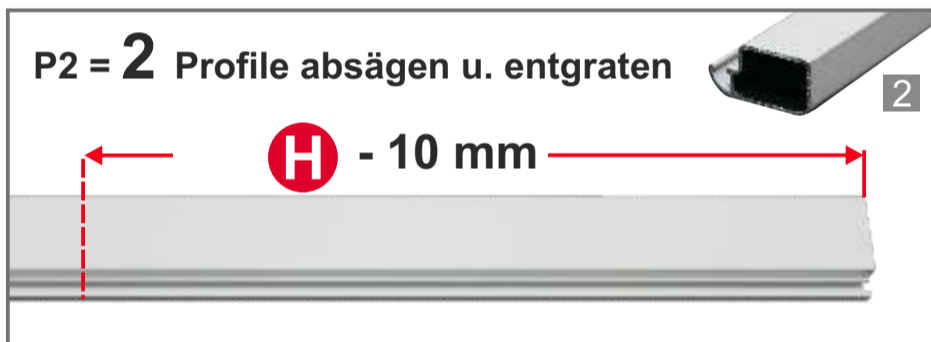 P2 = 2 Profile absägen u. entgraten
2
H - 10 mm